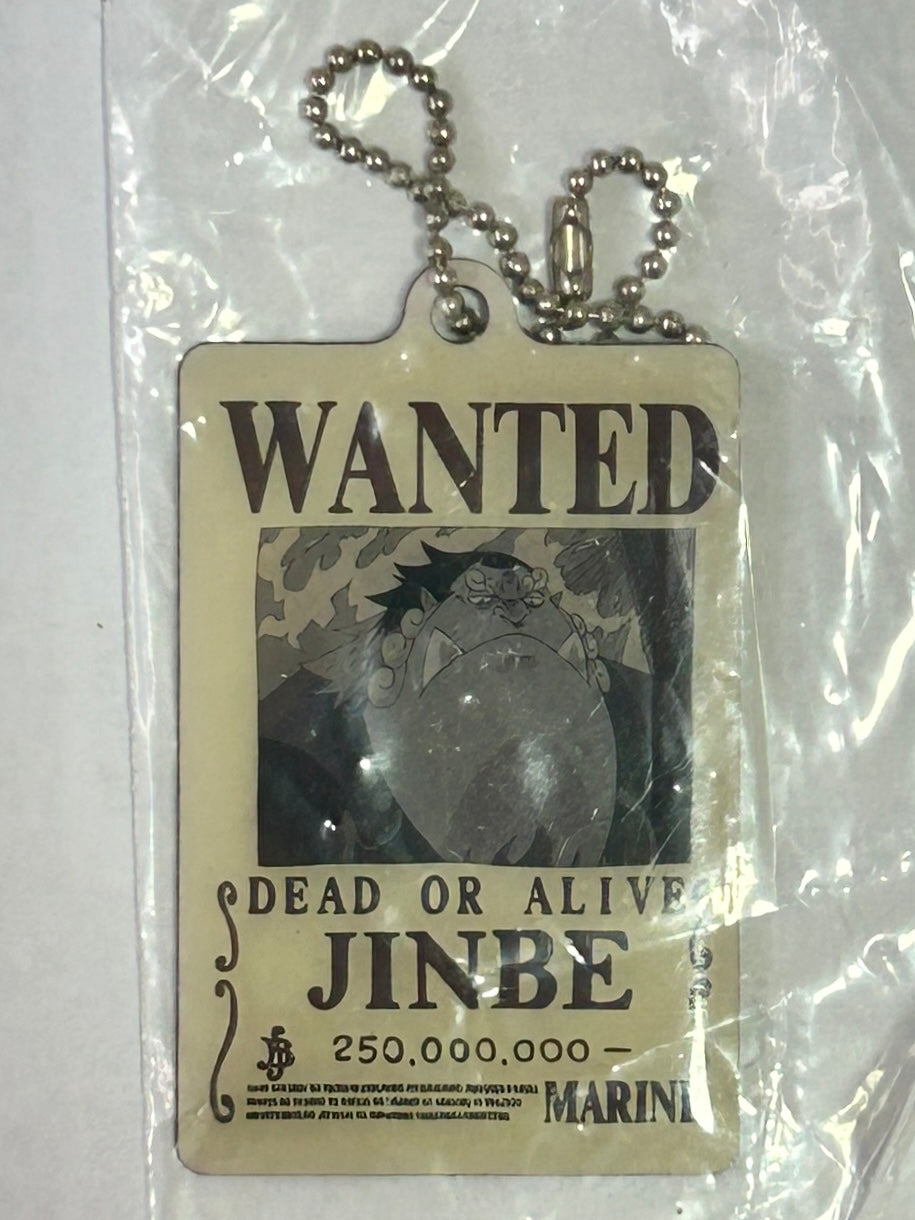 WANTED
DEAD OR ALIVE
JINBE
250,000,000 —
MARINE